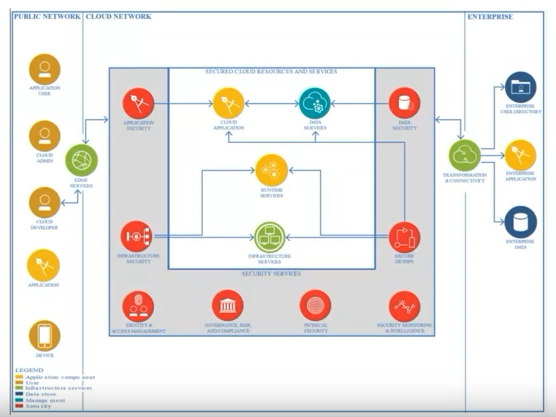 PUBLIC NETWORK
CLOUD NETWORK
ENTERPRISE
SECURED CLOUD RESOURCES AND SERVICES
APPLICATION
USER
CLOUD
ADMIN
CLOUD
DEVELOPER
APPLICATION
DEVICE
EDGE
SERVICES
APPLICATION
SECURITY
CLOUD
APPLICATION
DATA
SERVICES
DATA
SECURITY
RUNTIME
SERVICES
INFRASTRUCTURE
SECURITY
INFRASTRUCTURE
SERVICES
SECURE
DEVOPS
SECURITY SERVICES
IDENTITY &
ACCESS MANAGEMENT
GOVERNANCE, RISK,
AND COMPLIANCE
PHYSICAL
SECURITY
SECURITY MONITORING
& INTELLIGENCE
TRANSFORMATION
& CONNECTIVITY
ENTERPRISE
USER DIRECTORY
ENTERPRISE
APPLICATION
ENTERPRISE
DATA
LEGEND
Application component
User
Infrastructure services
Data store
Management
Security